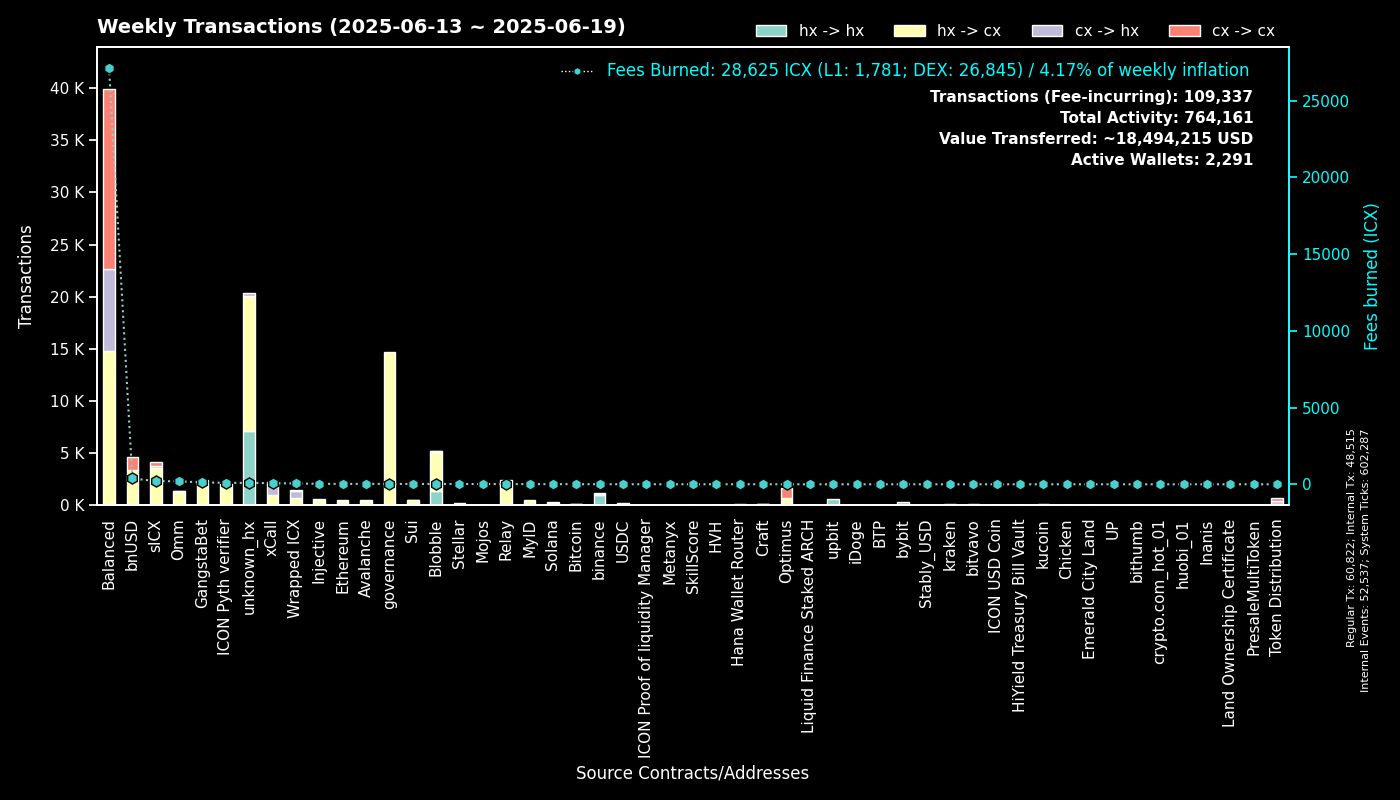 Weekly Transactions (2025-06-13 ~ 2025-06-19)
hx -> hx
hx -> cx
cx -> hx
cx -> cx
Fees Burned: 28,625 ICX (L1: 1,781; DEX: 26,845) / 4.17% of weekly inflation
Transactions (Fee-incurring): 109,337
Total Activity: 764,161
Value Transferred: ~18,494,215 USD
Active Wallets: 2,291
Transactions
40 K
35 K
30 K
25 K
20 K
15 K
10 K
5 K
0 K
25000
20000
15000
10000
5000
0
Fees burned (ICX)
Regular Tx: 60,822; Internal Tx: 48,515
Internal Events: 52,537; System Ticks: 602,287
Balanced
bnUSD
sICX
Omm
GangstaBet
ICON Pyth verifier
unknown_hx
xCall
Wrapped ICX
Injective
Ethereum
Avalanche
governance
Sui
Blobble
Stellar
Mojos
Relay
MyID
Solana
Bitcoin
binance
USDC
ICON Proof of liquidity Manager
Metanyx
SkillScore
HVH
Hana Wallet Router
Craft
Optimus
Liquid Finance Staked ARCH
upbit
iDoge
BTP
bybit
Stably_USD
kraken
bitvavo
ICON USD Coin
HiYield Treasury Bill Vault
kucoin
Chicken
Emerald City Land
UP
bithumb
crypto.com_hot_01
huobi_01
Inanis
Land Ownership Certificate
PresaleMultiToken
Token Distribution
Source Contracts/Addresses